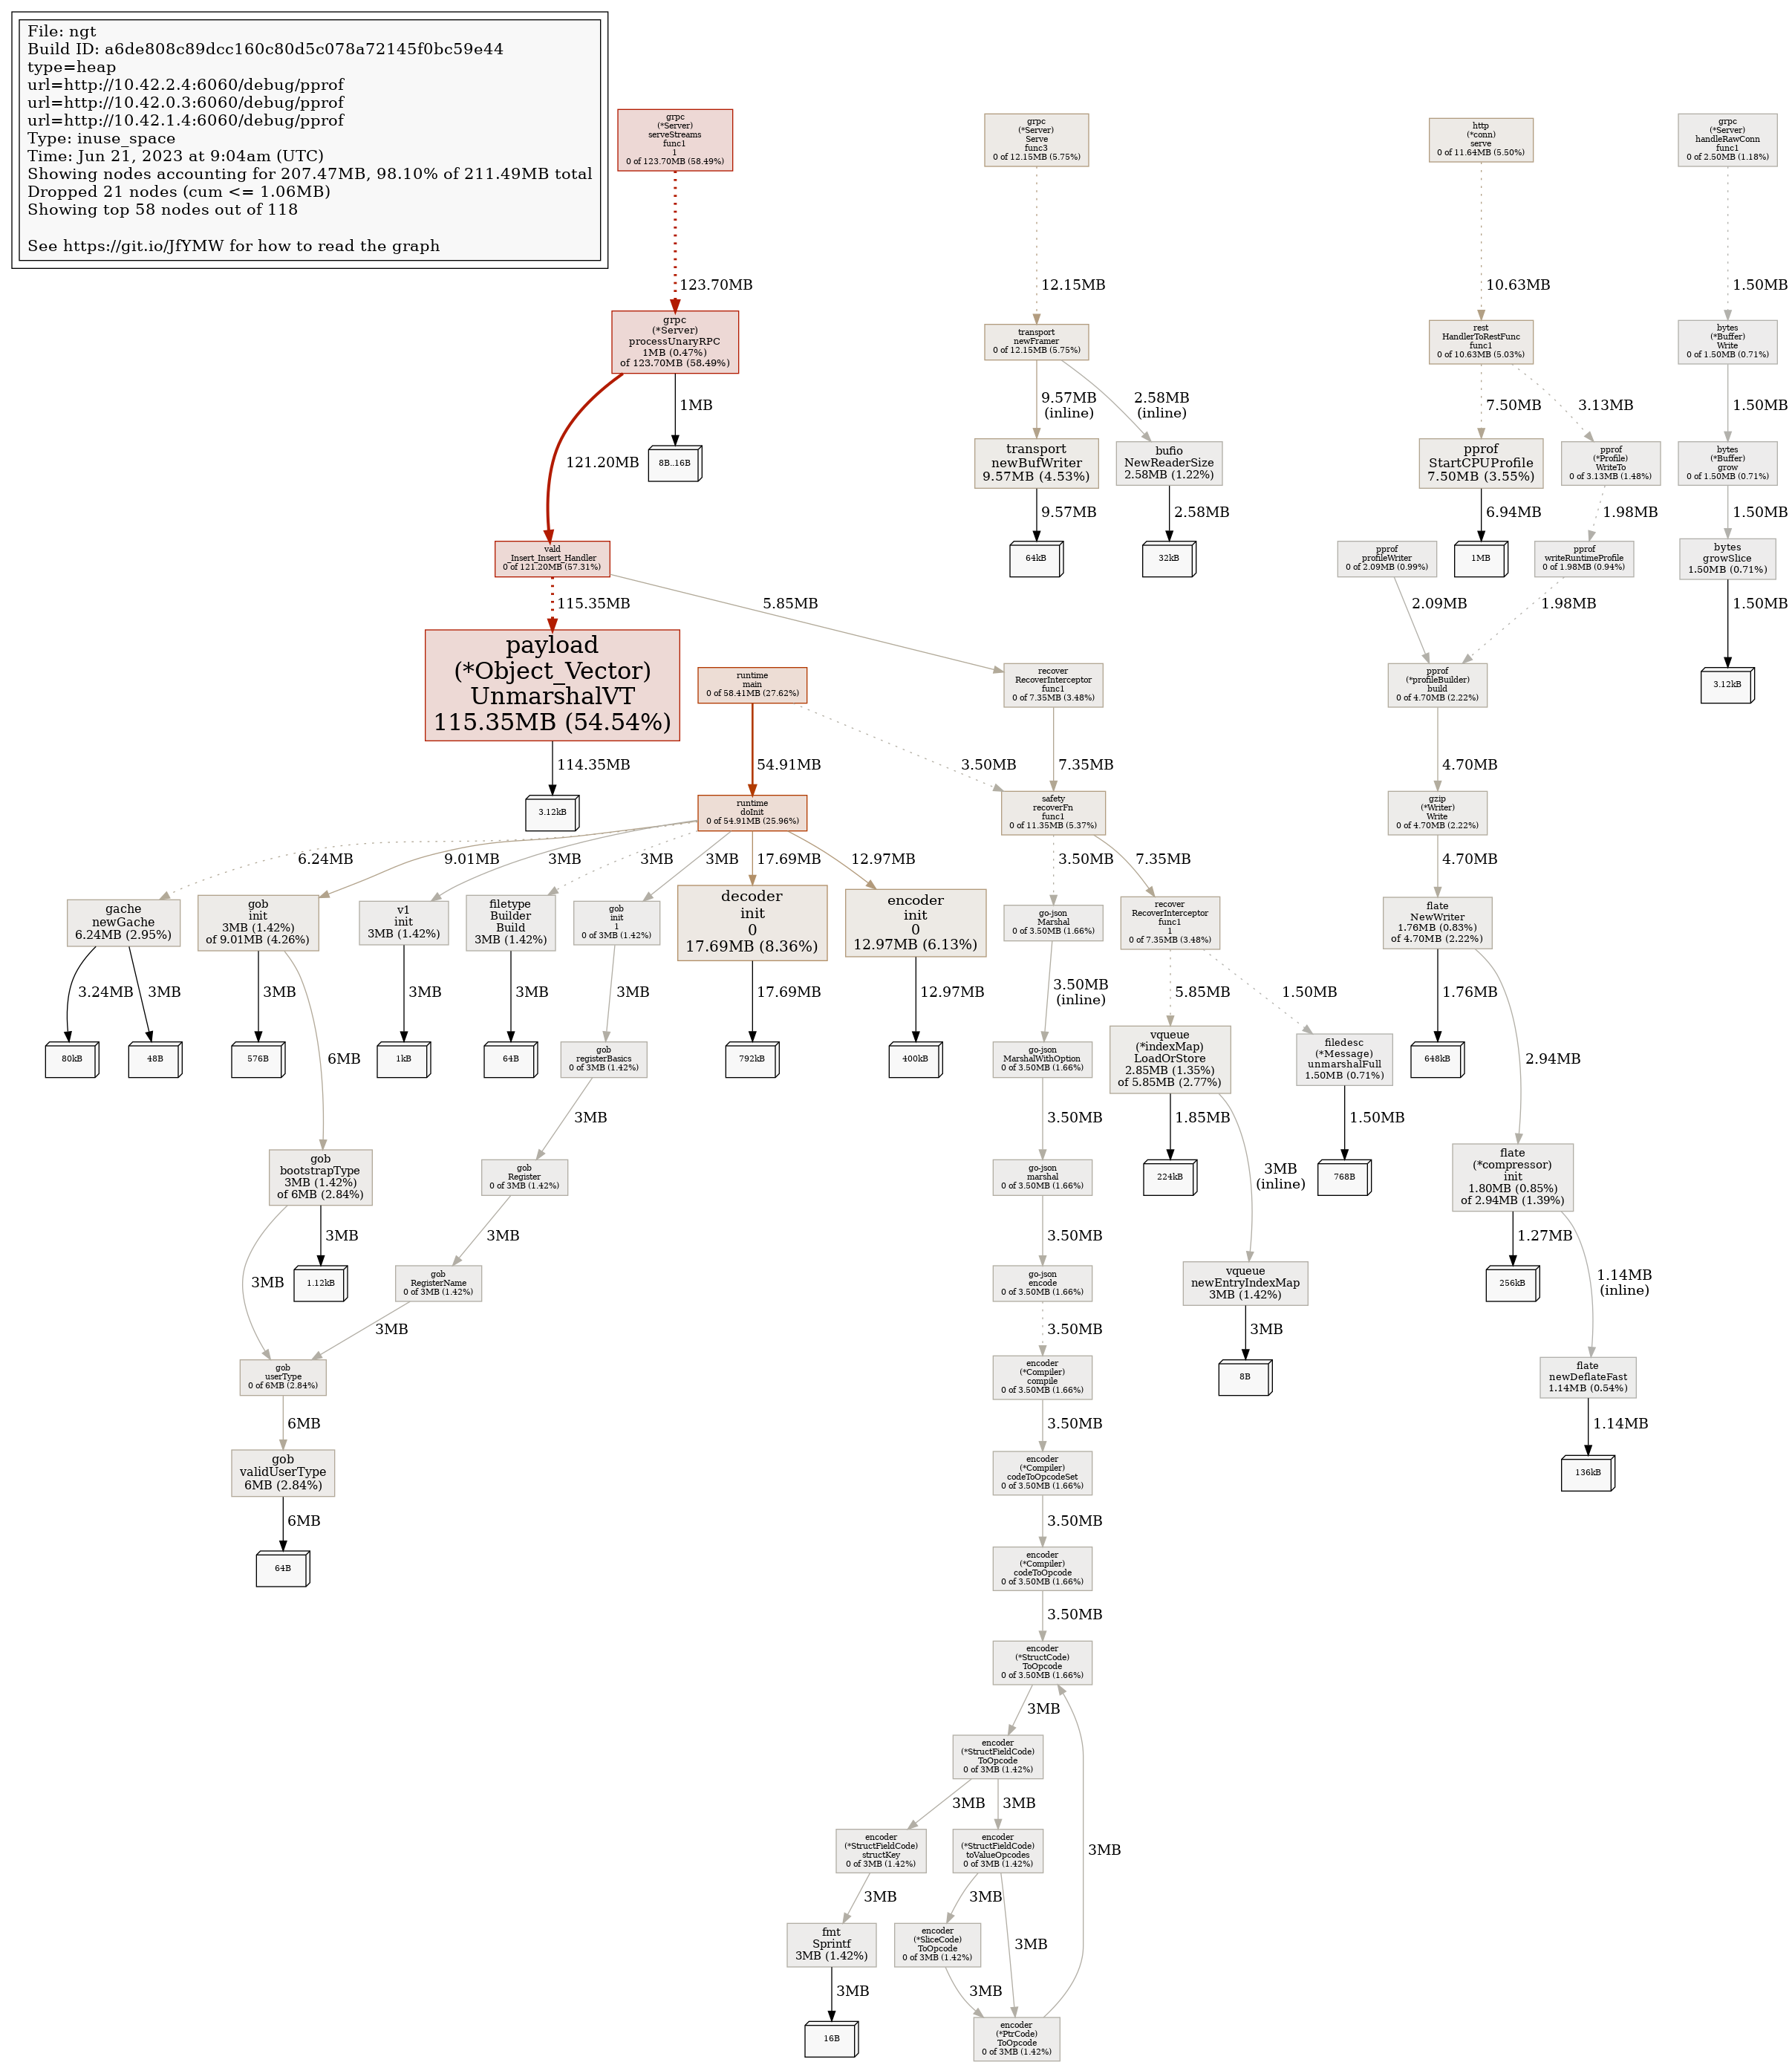 File: ngt
Build ID: a6de808c89dcc160c80d5c078a72145f0bc59e44
type=heap
url=http://10.42.2.4:6060/debug/pprof
url=http://10.42.0.3:6060/debug/pprof
url=http://10.42.1.4:6060/debug/pprof
Type: inuse_space
Time: Jun 21, 2023 at 9:04am (UTC)
Showing nodes accounting for 207.47MB, 98.10% of 211.49MB total
Dropped 21 nodes (cum <= 1.06MB)
Showing top 58 nodes out of 118
See https://git.io/JfYMW for how to read the graph
grpc
(*Server)
serveStreams
func1
1
0 of 123.70MB (58.49%)
grpc
(*Server)
Serve
func3
0 of 12.15MB (5.75%)
http
(*conn)
serve
0 of 11.64MB (5.50%)
grpc
(*Server)
handleRawConn
func1
0 of 2.50MB (1.18%)
123.70MB
12.15MB
10.63MB
1.50MB
grpc
(*Server)
processUnaryRPC
1MB (0.47%)
of 123.70MB (58.49%)
transport
newFramer
0 of 12.15MB (5.75%)
rest
HandlerToRestFunc
func1
0 of 10.63MB (5.03%)
bytes
(*Buffer)
Write
0 of 1.50MB (0.71%)
121.20MB
1MB
9.57MB
(inline)
2.58MB
(inline)
7.50MB
3.13MB
1.50MB
8B..16B
transport
newBufWriter
9.57MB (4.53%)
bufio
NewReaderSize
2.58MB (1.22%)
pprof
StartCPUProfile
7.50MB (3.55%)
pprof
(*Profile)
WriteTo
0 of 3.13MB (1.48%)
bytes
(*Buffer)
grow
0 of 1.50MB (0.71%)
9.57MB
2.58MB
6.94MB
1.98MB
1.50MB
vald
_Insert_Insert_Handler
0 of 121.20MB (57.31%)
64kB
32kB
pprof
profileWriter
0 of 2.09MB (0.99%)
1MB
pprof
writeRuntimeProfile
0 of 1.98MB (0.94%)
bytes
growSlice
1.50MB (0.71%)
115.35MB
5.85MB
2.09MB
1.98MB
1.50MB
payload
(*Object_Vector)
UnmarshalVT
115.35MB (54.54%)
runtime
main
0 of 58.41MB (27.62%)
recover
RecoverInterceptor
func1
0 of 7.35MB (3.48%)
pprof
(*profileBuilder)
build
0 of 4.70MB (2.22%)
3.12kB
114.35MB
54.91MB
3.50MB
7.35MB
4.70MB
3.12kB
runtime
doInit
0 of 54.91MB (25.96%)
safety
recoverFn
func1
0 of 11.35MB (5.37%)
gzip
(*Writer)
Write
0 of 4.70MB (2.22%)
6.24MB
9.01MB
3MB
3MB
3MB
17.69MB
12.97MB
3.50MB
7.35MB
4.70MB
gache
newGache
6.24MB (2.95%)
gob
init
3MB (1.42%)
of 9.01MB (4.26%)
v1
init
3MB (1.42%)
filetype
Builder
Build
3MB (1.42%)
gob
init
1
0 of 3MB (1.42%)
decoder
init
0
17.69MB (8.36%)
encoder
init
0
12.97MB (6.13%)
go-json
Marshal
0 of 3.50MB (1.66%)
recover
RecoverInterceptor
func1
1
0 of 7.35MB (3.48%)
flate
NewWriter
1.76MB (0.83%)
of 4.70MB (2.22%)
3.24MB
3MB
3MB
6MB
3MB
3MB
3MB
17.69MB
12.97MB
3.50MB
(inline)
5.85MB
1.50MB
1.76MB
2.94MB
80kB
48B
576B
1kB
64B
gob
registerBasics
0 of 3MB (1.42%)
792kB
400kB
go-json
MarshalWithOption
0 of 3.50MB (1.66%)
vqueue
(*indexMap)
LoadOrStore
2.85MB (1.35%)
of 5.85MB (2.77%)
filedesc
(*Message)
unmarshalFull
1.50MB (0.71%)
648kB
3MB
3.50MB
1.85MB
3MB
(inline)
1.50MB
gob
bootstrapType
3MB (1.42%)
of 6MB (2.84%)
gob
Register
0 of 3MB (1.42%)
go-json
marshal
0 of 3.50MB (1.66%)
224kB
768B
flate
(*compressor)
init
1.80MB (0.85%)
of 2.94MB (1.39%)
3MB
3MB
3MB
3.50MB
1.27MB
1.14MB
(inline)
1.12kB
gob
RegisterName
0 of 3MB (1.42%)
go-json
encode
0 of 3.50MB (1.66%)
vqueue
newEntryIndexMap
3MB (1.42%)
256kB
3MB
3.50MB
3MB
gob
userType
0 of 6MB (2.84%)
encoder
(*Compiler)
compile
0 of 3.50MB (1.66%)
8B
flate
newDeflateFast
1.14MB (0.54%)
6MB
3.50MB
1.14MB
gob
validUserType
6MB (2.84%)
encoder
(*Compiler)
codeToOpcodeSet
0 of 3.50MB (1.66%)
136kB
6MB
3.50MB
64B
encoder
(*Compiler)
codeToOpcode
0 of 3.50MB (1.66%)
3.50MB
encoder
(*StructCode)
ToOpcode
0 of 3.50MB (1.66%)
3MB
encoder
(*StructFieldCode)
ToOpcode
0 of 3MB (1.42%)
3MB
3MB
encoder
(*StructFieldCode)
structKey
0 of 3MB (1.42%)
encoder
(*StructFieldCode)
toValueOpcodes
0 of 3MB (1.42%)
3MB
3MB
3MB
3MB
fmt
Sprintf
3MB (1.42%)
encoder
(*SliceCode)
ToOpcode
0 of 3MB (1.42%)
3MB
3MB
16B
encoder
(*PtrCode)
ToOpcode
0 of 3MB (1.42%)